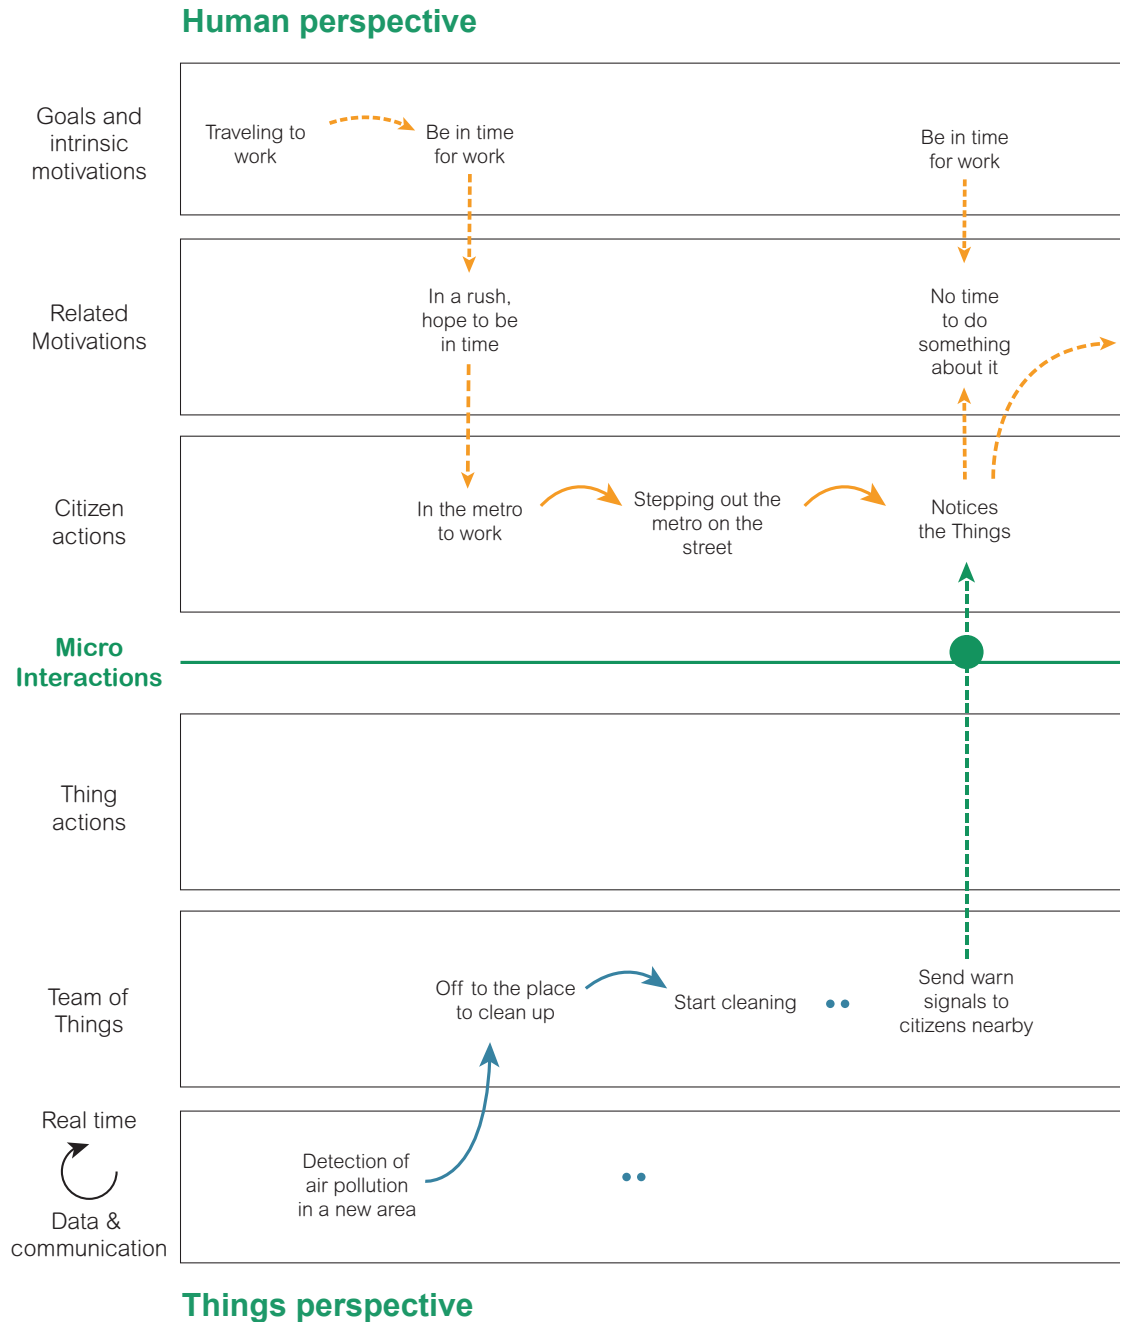 Human perspective
Goals and
intrinsic
motivations
Traveling to
work
Be in time
for work
Be in time
for work
Related
Motivations
In a rush,
hope to be
in time
No time
to do
something
about it
Citizen
actions
In the metro
to work
Stepping out the
metro on the
street
Notices
the Things
Micro
Interactions
Thing
actions
Team of
Things
Off to the place
to clean up
Start cleaning
Send warn
signals to
citizens nearby
Real time
Data &
communication
Detection of
air pollution
in a new area
Things perspective